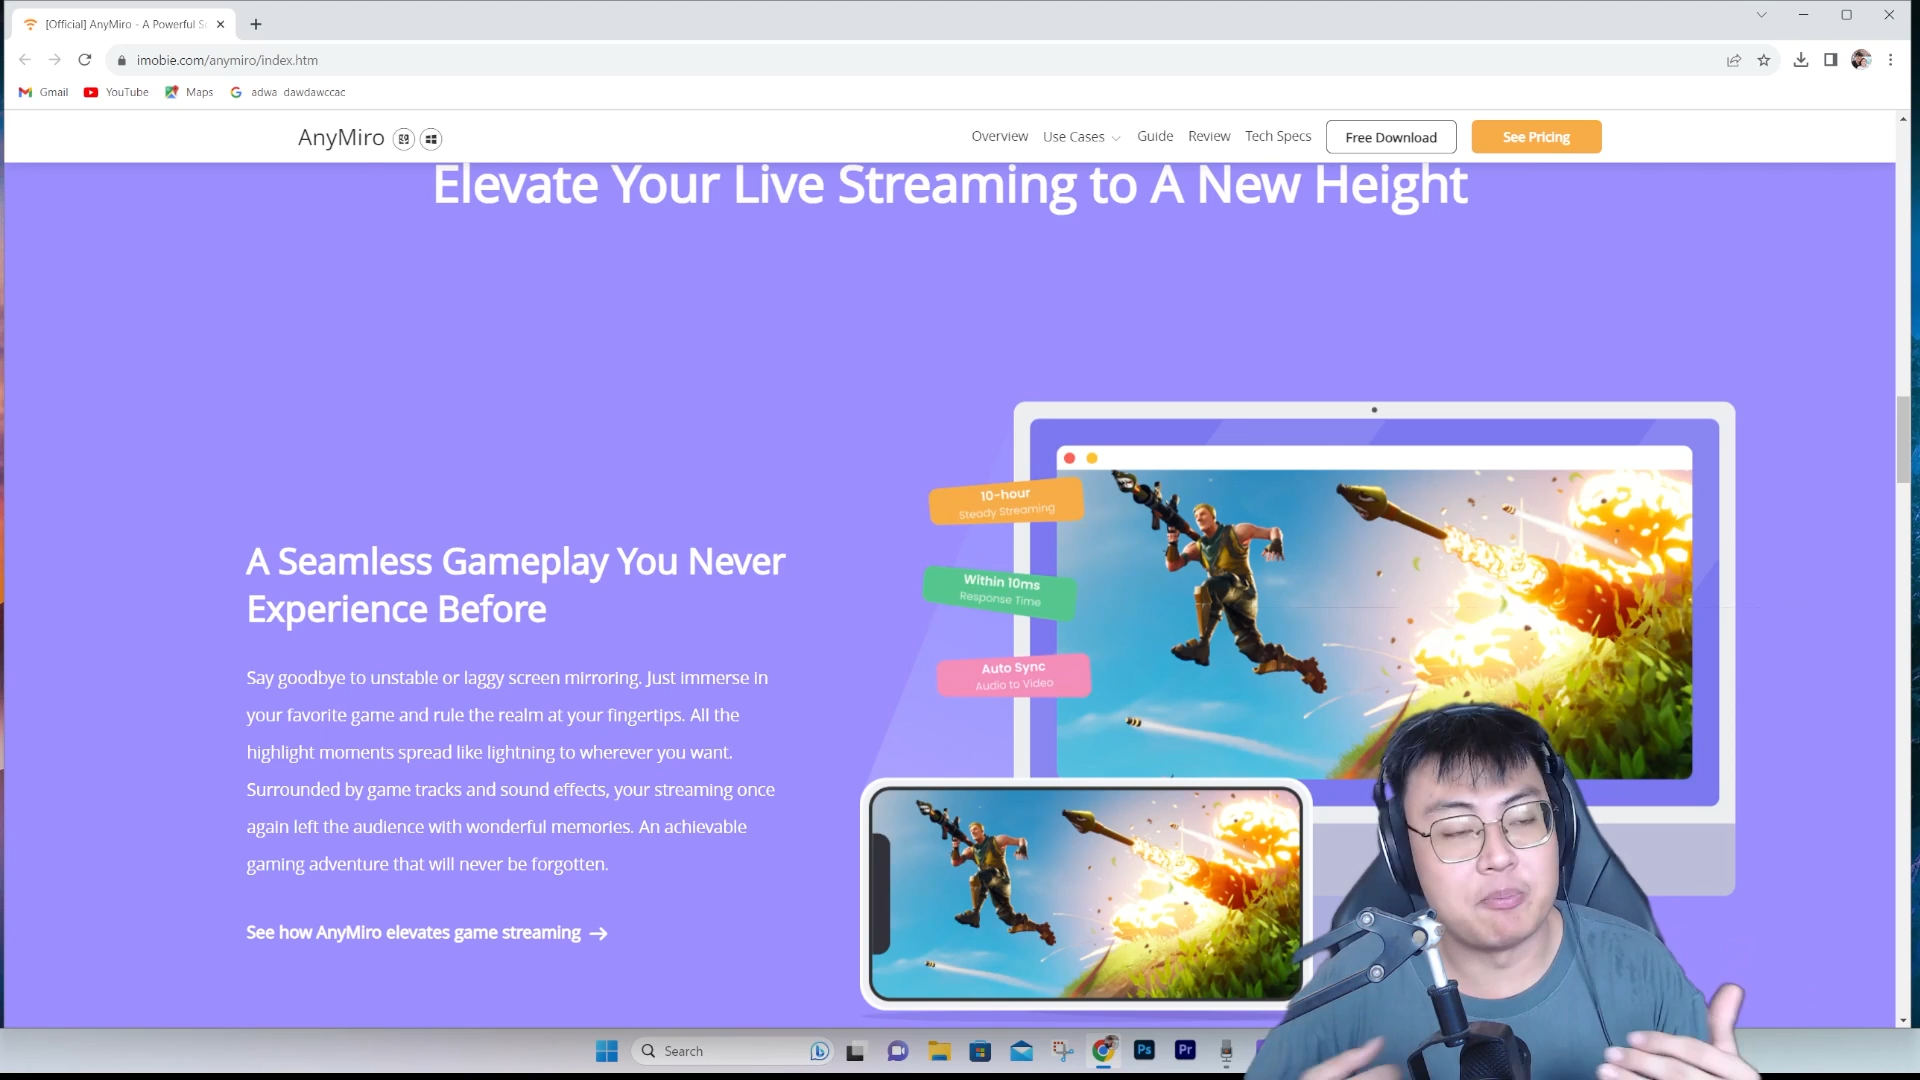 [Official] AnyMiro - A Powerful S
imobie.com/anymiro/index.htm
Gmail
YouTube
Maps
adwa dawdawccac
AnyMiro
Overview
Use Cases
Guide
Review
Tech Specs
Free Download
See Pricing
Elevate Your Live Streaming to A New Height
10-hour
Steady Streaming
Within 10ms
Response Time
Auto Sync
Audio to Video
A Seamless Gameplay You Never
Experience Before
Say goodbye to unstable or laggy screen mirroring. Just immerse in
your favorite game and rule the realm at your fingertips. All the
highlight moments spread like lightning to wherever you want.
Surrounded by game tracks and sound effects, your streaming once
again left the audience with wonderful memories. An achievable
gaming adventure that will never be forgotten.
See how AnyMiro elevates game streaming →
Search
Ps
Pr